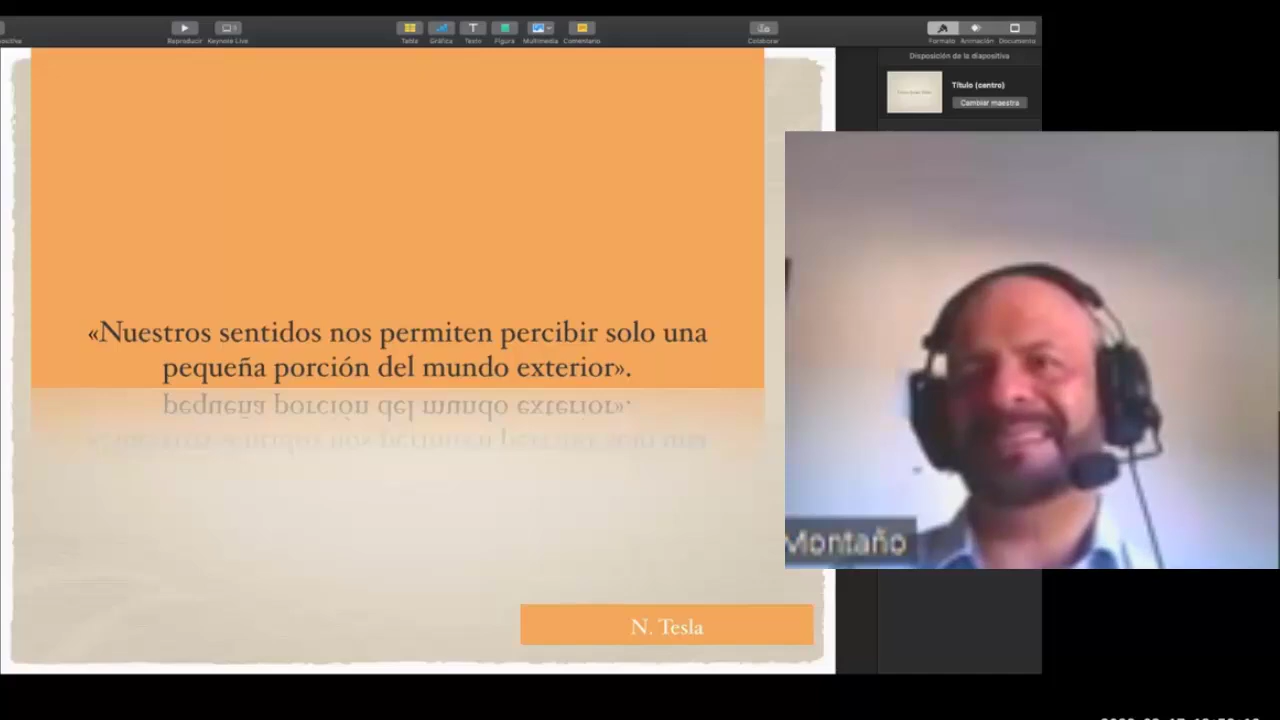 Reproducir
Keynote Live
Tabla
Gráfica
Texto
Figura
Multimedia
Comentario
Colaborar
Formato
Animación
Documento
Disposición de la diapositiva
Título (centro)
Cambiar maestra
«Nuestros sentidos nos permiten percibir solo una
pequeña porción del mundo exterior».
Montaño
N. Tesla